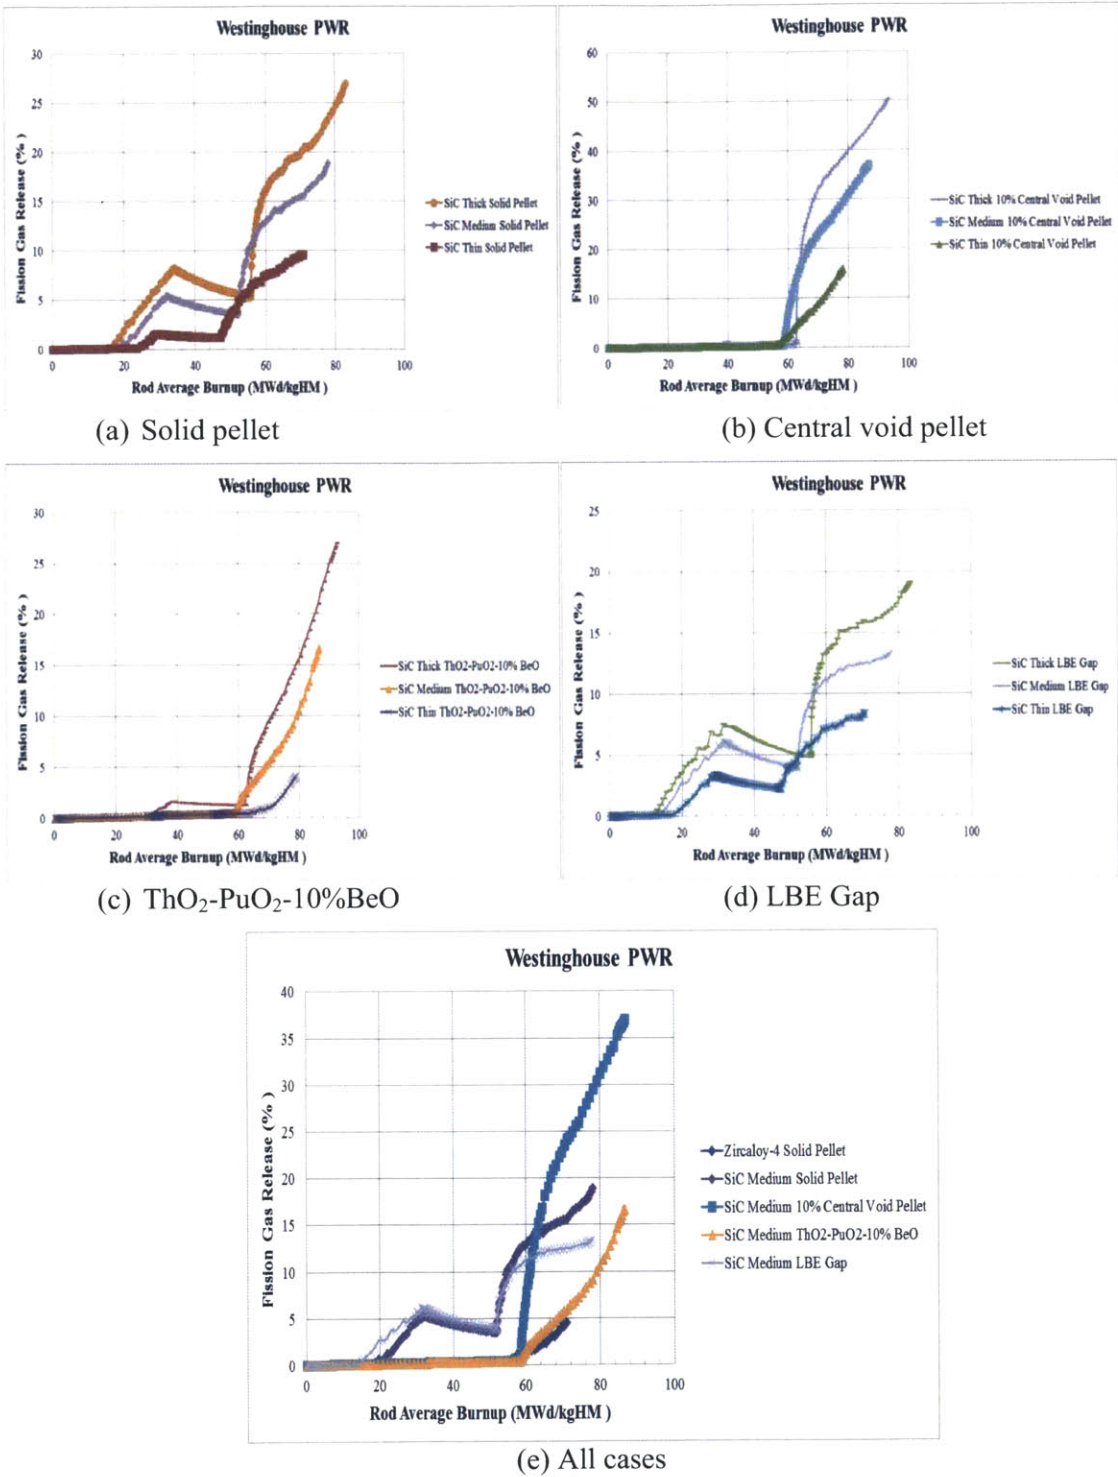 Westinghouse PWR
Fission Gas Release (% )
30
25
20
15
10
5
0
0 20 40 60 80 100
Rod Average Burnup (MWd/kgHM )
SiC Thick Solid Pellet
SiC Medium Solid Pellet
SiC Thin Solid Pellet
(a) Solid pellet
Westinghouse PWR
Fission Gas Release (% )
60
50
40
30
20
10
0
0 20 40 60 80 100
Rod Average Burnup (MWd/kgHM )
SiC Thick 10% Central Void Pellet
SiC Medium 10% Central Void Pellet
SiC Thin 10% Central Void Pellet
(b) Central void pellet
Westinghouse PWR
Fission Gas Release (% )
30
25
20
15
10
5
0
0 20 40 60 80 100
Rod Average Burnup (MWd/kgHM )
SiC Thick ThO2-PuO2-10% BeO
SiC Medium ThO2-PuO2-10% BeO
SiC Thin ThO2-PuO2-10% BeO
(c) ThO₂-PuO₂-10%BeO
Westinghouse PWR
Fission Gas Release (% )
25
20
15
10
5
0
0 20 40 60 80 100
Rod Average Burnup (MWd/kgHM )
SiC Thick LBE Gap
SiC Medium LBE Gap
SiC Thin LBE Gap
(d) LBE Gap
Westinghouse PWR
Fission Gas Release (% )
40
35
30
25
20
15
10
5
0
0 20 40 60 80 100
Rod Average Burnup (MWd/kgHM )
Zircaloy-4 Solid Pellet
SiC Medium Solid Pellet
SiC Medium 10% Central Void Pellet
SiC Medium ThO2-PuO2-10% BeO
SiC Medium LBE Gap
(e) All cases